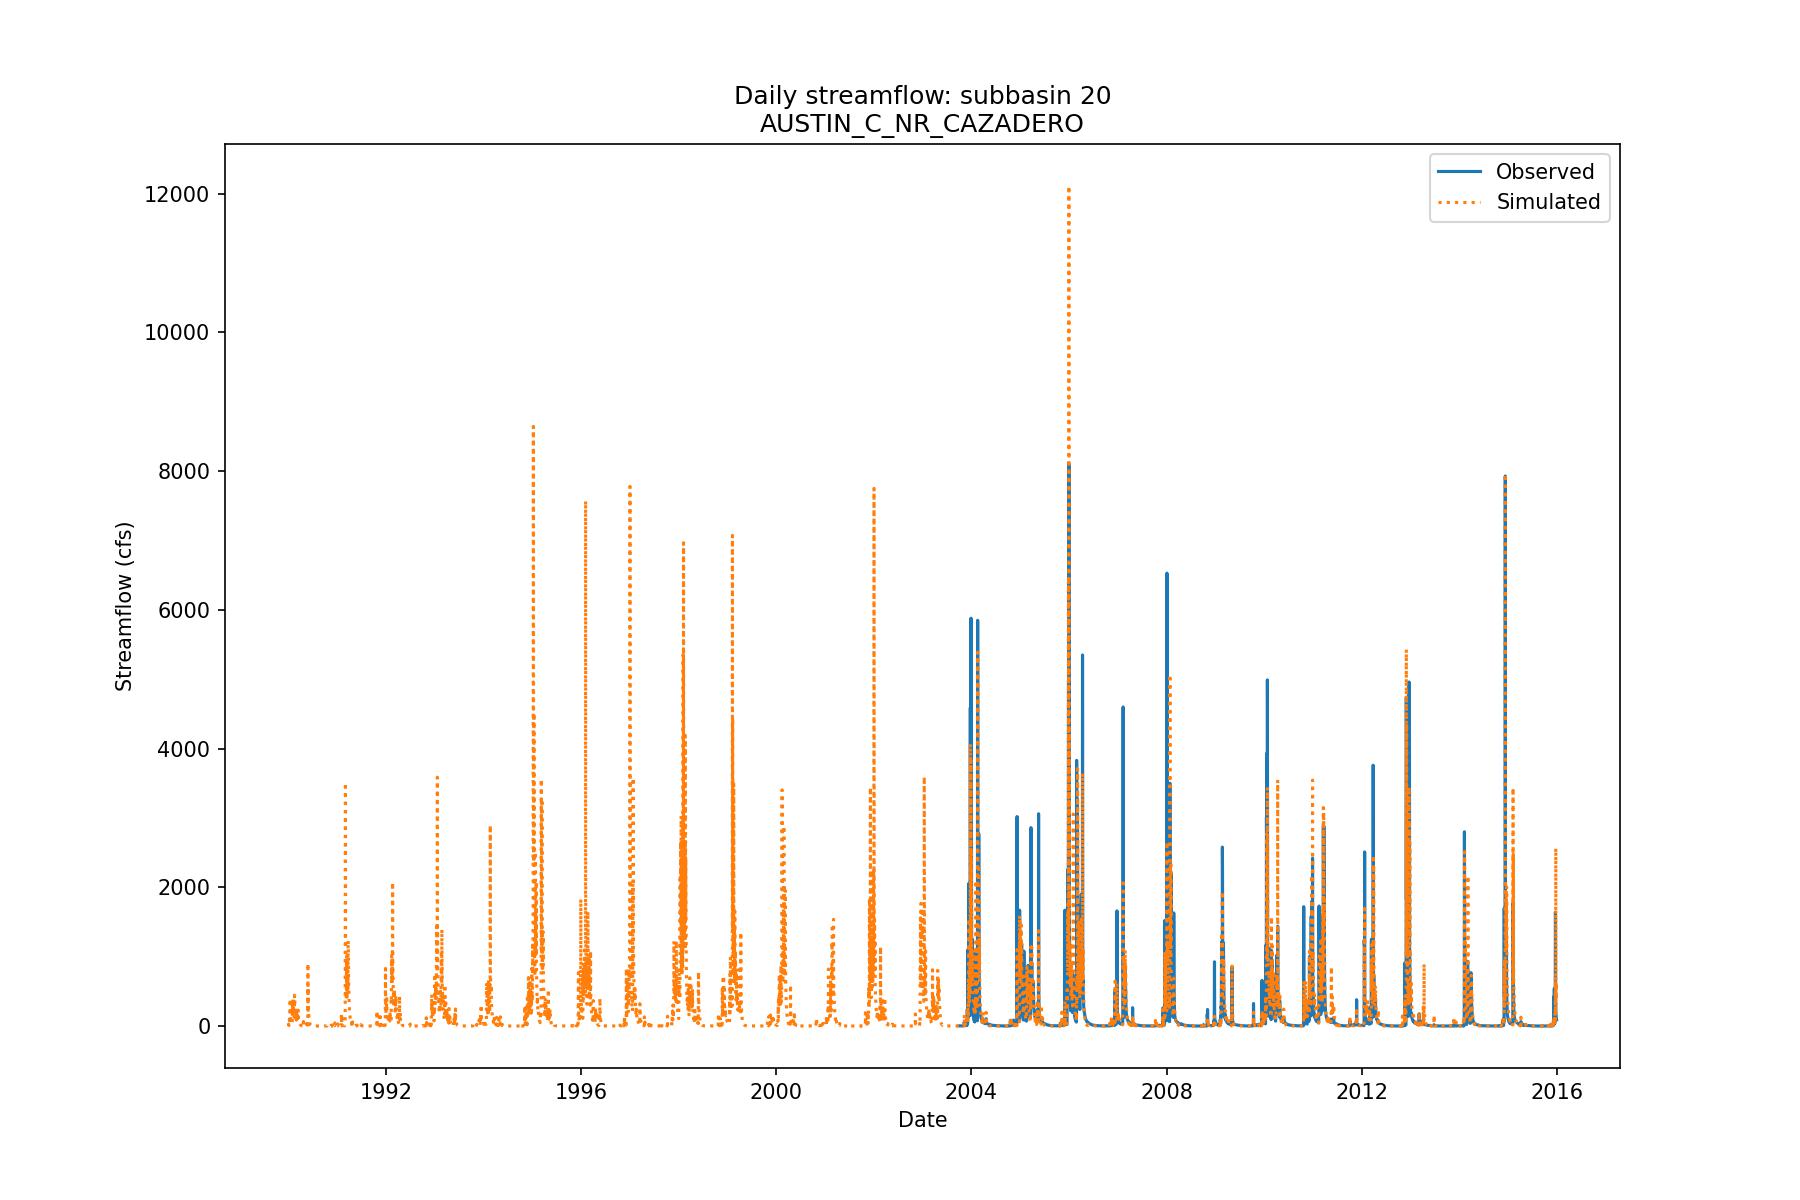 Daily streamflow: subbasin 20
AUSTIN_C_NR_CAZADERO
Observed
Simulated
12000
10000
8000
6000
4000
2000
0
Streamflow (cfs)
1992 1996 2000 2004 2008 2012 2016
Date